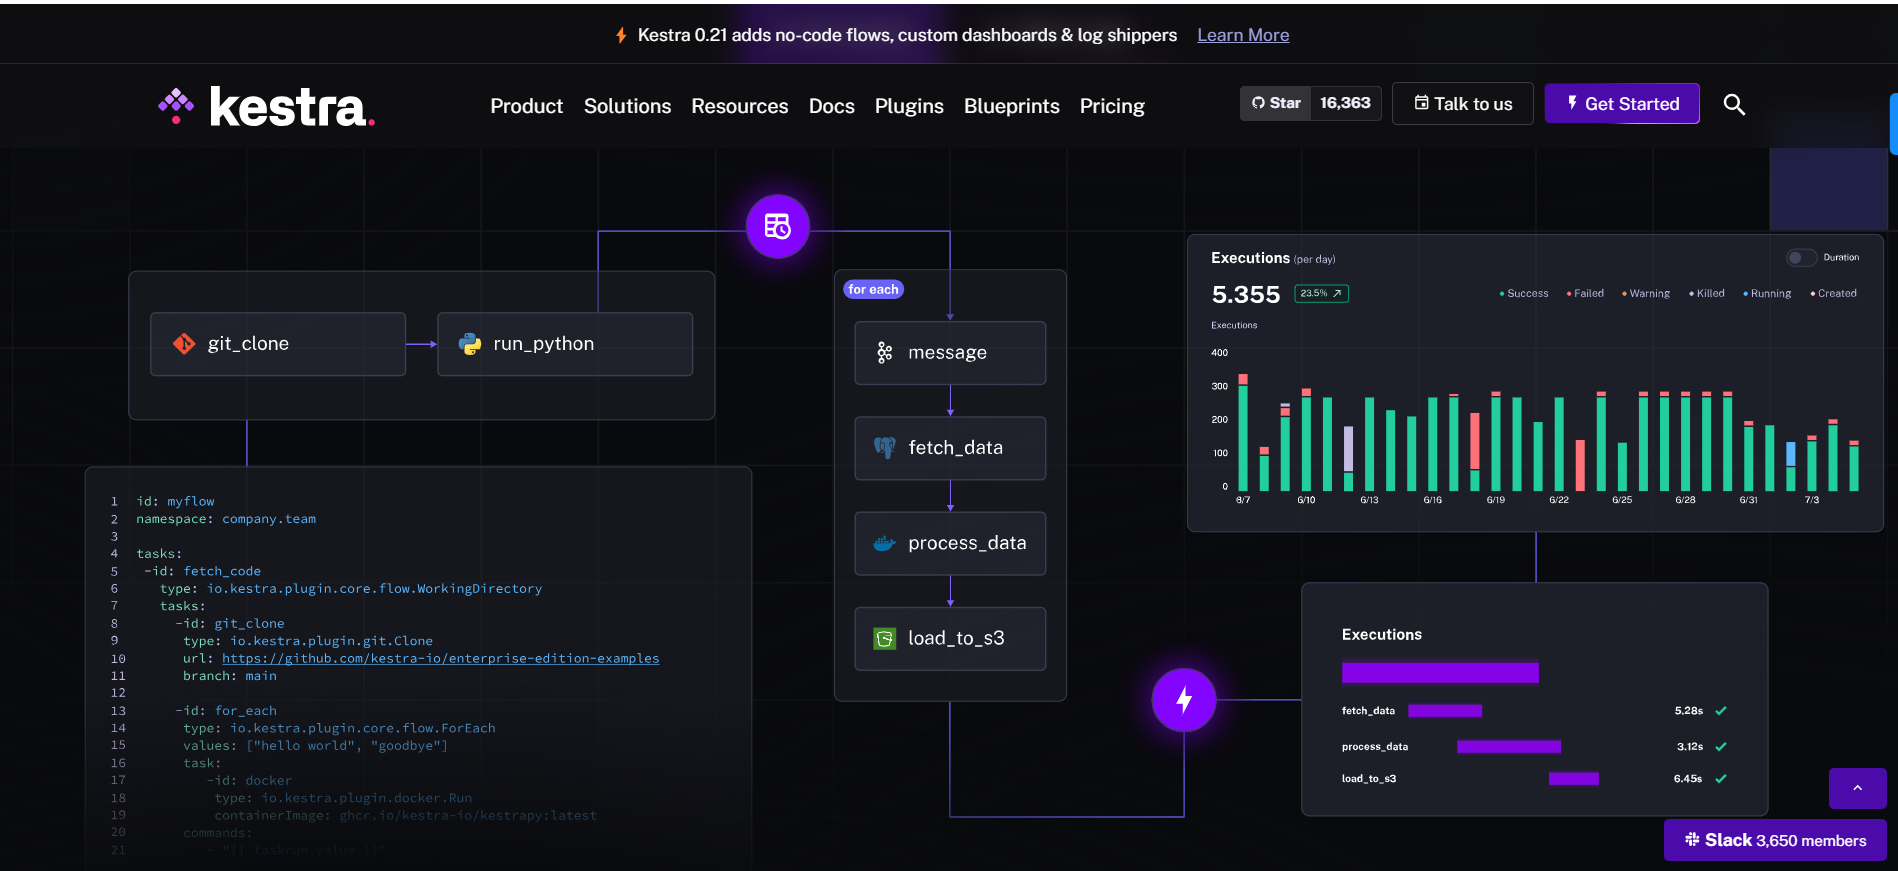 Kestra 0.21 adds no-code flows, custom dashboards & log shippers Learn More
kestra.
Product Solutions Resources Docs Plugins Blueprints Pricing
Star 16,363
Talk to us
Get Started
git_clone
run_python
1 id: myflow
2 namespace: company.team
3
4 tasks:
5 -id: fetch_code
6 type: io.kestra.plugin.core.flow.WorkingDirectory
7 tasks:
8 -id: git_clone
9 type: io.kestra.plugin.git.Clone
10 url: https://github.com/kestra-io/enterprise-edition-examples
11 branch: main
12
13 -id: for_each
14 type: io.kestra.plugin.core.flow.ForEach
15 values: ["hello world", "goodbye"]
16 task:
17 -id: docker
18 type: io.kestra.plugin.docker.Run
19 containerImage: ghcr.io/kestra-io/kestrapy:latest
20 commands:
21 - "{{ taskrun.value }}"
for each
message
fetch_data
process_data
load_to_s3
Executions (per day)
Duration
5.355 23.5%
Success Failed Warning Killed Running Created
Executions
400
300
200
100
0
6/7 6/10 6/13 6/16 6/19 6/22 6/25 6/28 6/31 7/3
Executions
fetch_data 5.28s
process_data 3.12s
load_to_s3 6.45s
Slack 3,650 members